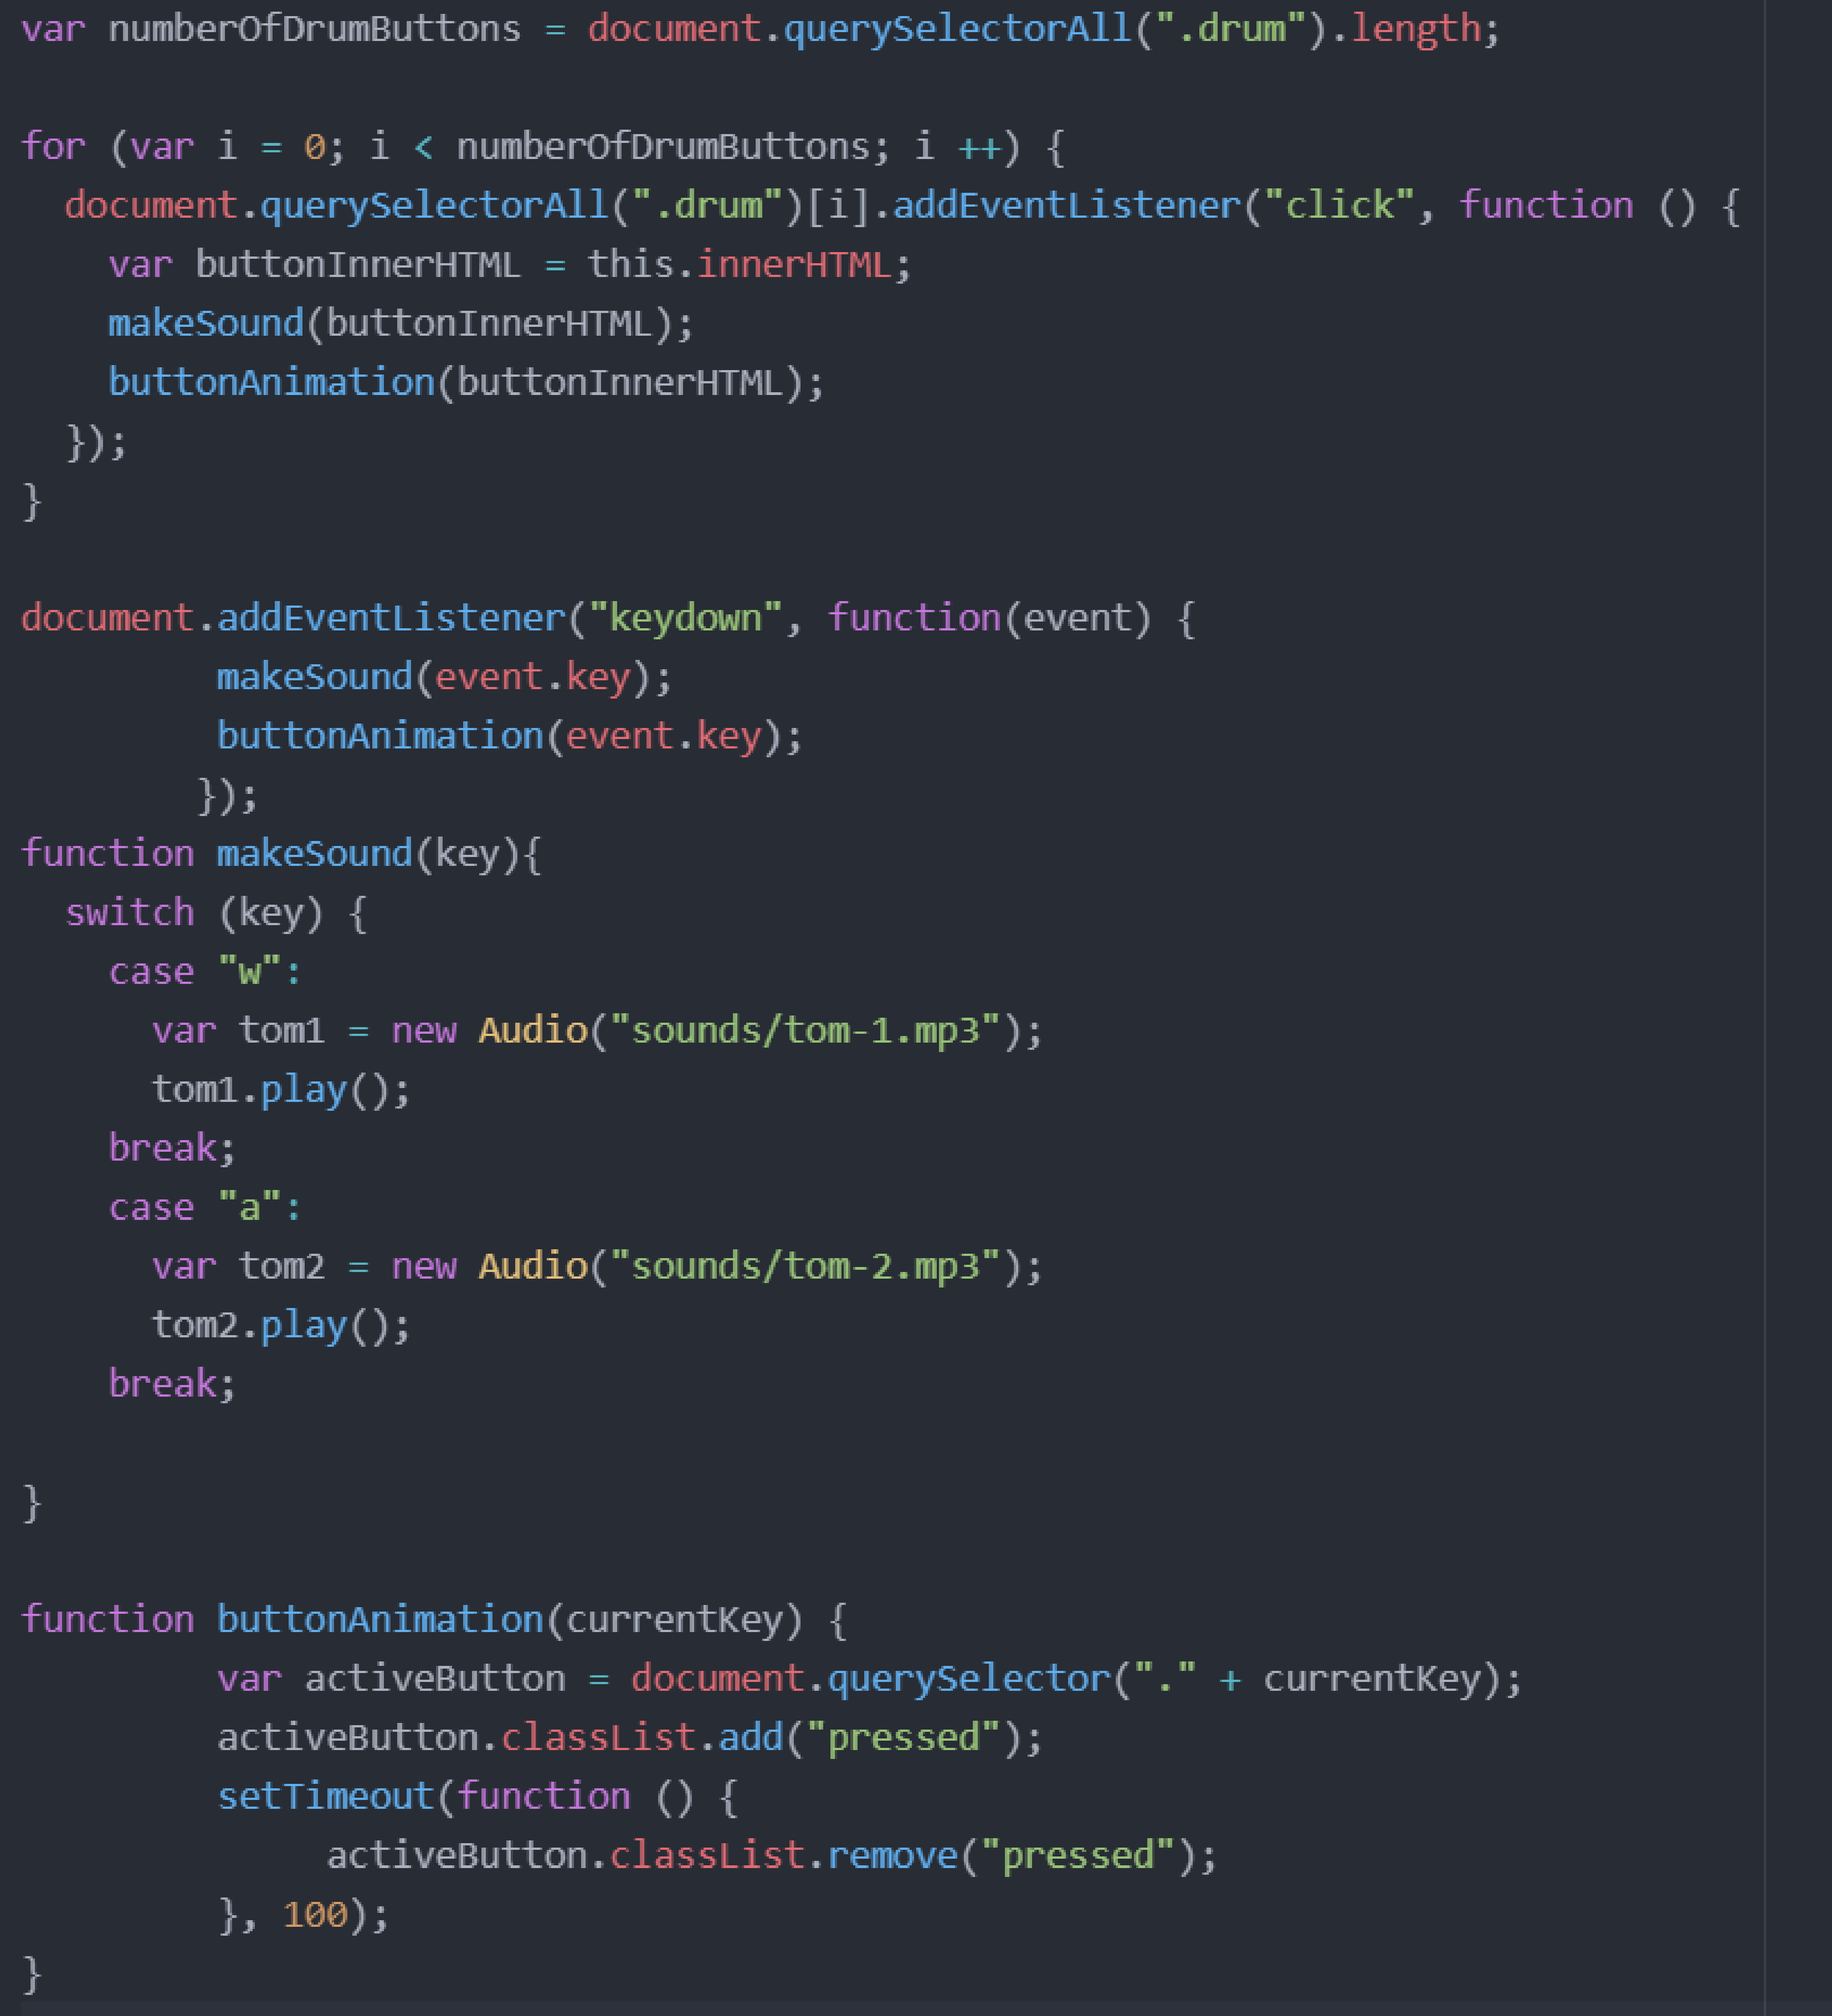 var numberOfDrumButtons = document.querySelectorAll(".drum").length;
for (var i = 0; i < numberOfDrumButtons; i ++) {
  document.querySelectorAll(".drum")[i].addEventListener("click", function () {
    var buttonInnerHTML = this.innerHTML;
    makeSound(buttonInnerHTML);
    buttonAnimation(buttonInnerHTML);
  });
}
document.addEventListener("keydown", function(event) {
         makeSound(event.key);
         buttonAnimation(event.key);
        });
function makeSound(key){
  switch (key) {
    case "w":
      var tom1 = new Audio("sounds/tom-1.mp3");
      tom1.play();
    break;
    case "a":
      var tom2 = new Audio("sounds/tom-2.mp3");
      tom2.play();
    break;
}
function buttonAnimation(currentKey) {
         var activeButton = document.querySelector("." + currentKey);
         activeButton.classList.add("pressed");
         setTimeout(function () {
              activeButton.classList.remove("pressed");
         }, 100);
}